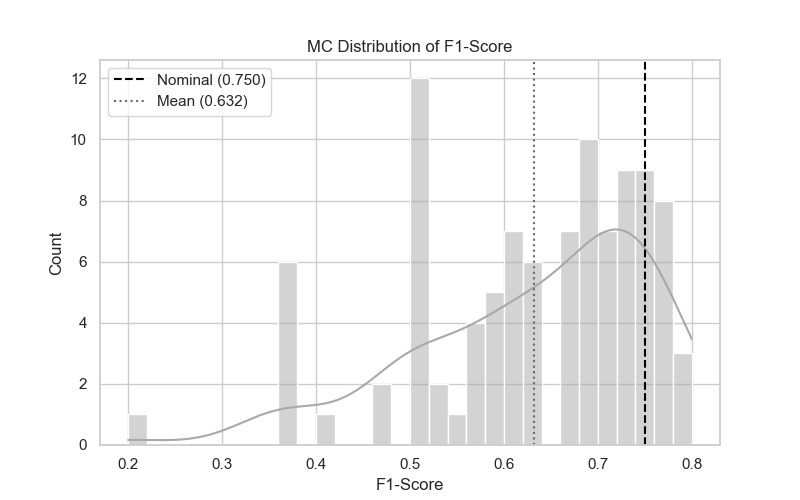 MC Distribution of F1-Score
Nominal (0.750)
Mean (0.632)
12
10
8
6
4
2
0
Count
0.2 0.3 0.4 0.5 0.6 0.7 0.8
F1-Score